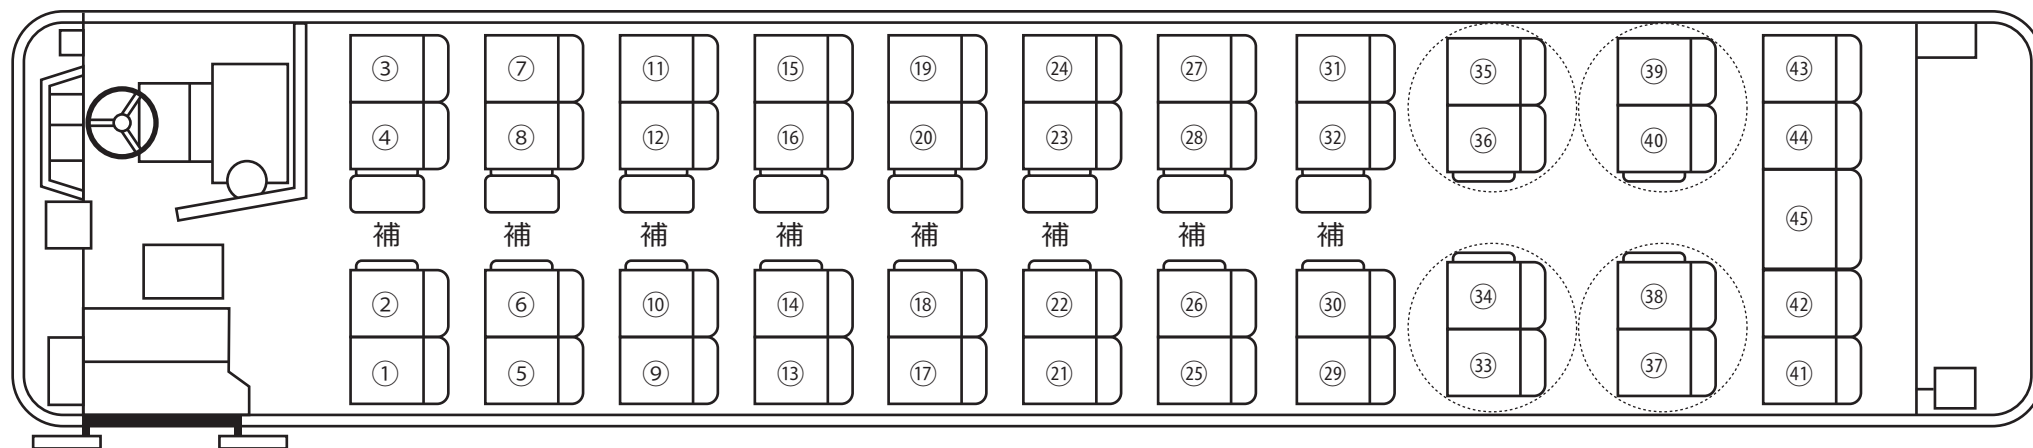 ③ ⑦ ⑪ ⑮ ⑲ ㉔ ㉗ ㉛ ㉟ ㊴ ㊸
④ ⑧ ⑫ ⑯ ⑳ ㉓ ㉘ ㉜ ㊱ ㊵ ㊹
補 補 補 補 補 補 補 補 ㊺
② ⑥ ⑩ ⑭ ⑱ ㉒ ㉖ ㉚ ㉞ ㊳ ㊷
① ⑤ ⑨ ⑬ ⑰ ㉑ ㉕ ㉙ ㉝ ㊲ ㊶